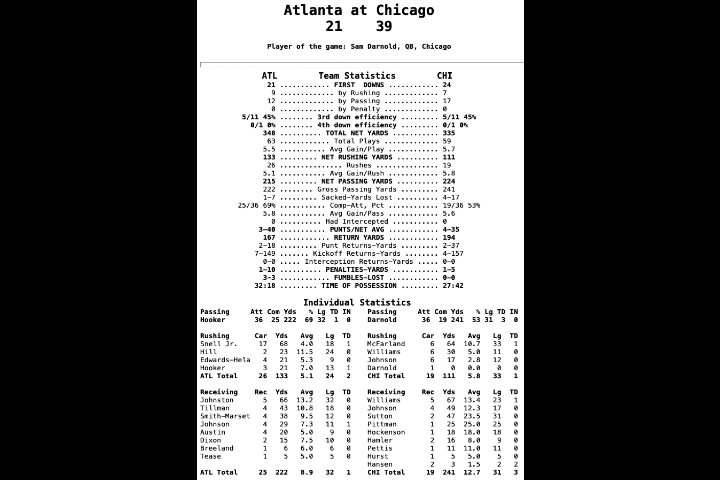 Atlanta at Chicago
21 39
Player of the game: Sam Darnold, QB, Chicago
ATL Team Statistics CHI
21 ........... FIRST DOWNS ........... 24
9 ........... by Rushing ........... 7
12 ........... by Passing ........... 17
0 ........... by Penalty ........... 0
5/11 45% ........ 3rd down efficiency ........ 5/11 45%
0/1 0% ........ 4th down efficiency ........ 0/1 0%
348 ......... TOTAL NET YARDS ......... 335
63 ........... Total Plays ........... 59
5.5 .......... Avg Gain/Play .......... 5.7
133 ........ NET RUSHING YARDS ........ 111
26 ............. Rushes ............. 19
5.1 .......... Avg Gain/Rush .......... 5.8
215 ........ NET PASSING YARDS ........ 224
222 ....... Gross Passing Yards ....... 241
1-7 ....... Sacked-Yards Lost ....... 4-17
25/36 69% .......... Comp-Att, Pct .......... 19/36 53%
5.8 .......... Avg Gain/Pass .......... 5.6
0 .......... Had Intercepted .......... 0
3-40 .......... PUNTS/NET AVG .......... 4-35
167 .......... RETURN YARDS .......... 194
2-18 ....... Punt Returns-Yards ....... 2-37
7-149 ...... Kickoff Returns-Yards ...... 4-157
0-0 .... Interception Returns-Yards .... 0-0
1-10 ......... PENALTIES-YARDS ......... 1-5
3-3 .......... FUMBLES-LOST .......... 0-0
32:18 ....... TIME OF POSSESSION ....... 27:42
Individual Statistics
Passing Att Com Yds % Lg TD IN Passing Att Com Yds % Lg TD IN
Hooker 36 25 222 69 32 1 0 Darnold 36 19 241 53 31 3 0
Rushing Car Yds Avg Lg TD Rushing Car Yds Avg Lg TD
Snell Jr. 17 68 4.0 18 1 McFarland 6 64 10.7 33 1
Hill 2 23 11.5 24 0 Williams 6 30 5.0 11 0
Edwards-Hela 4 21 5.3 9 0 Johnson 6 17 2.8 12 0
Hooker 3 21 7.0 13 1 Darnold 1 0 0.0 0 0
ATL Total 26 133 5.1 24 2 CHI Total 19 111 5.8 33 1
Receiving Rec Yds Avg Lg TD Receiving Rec Yds Avg Lg TD
Johnston 5 66 13.2 32 0 Williams 5 67 13.4 23 1
Tillman 4 43 10.8 18 0 Johnson 4 49 12.3 17 0
Smith-Marset 4 38 9.5 12 0 Sutton 2 47 23.5 31 0
Johnson 4 29 7.3 11 1 Pittman 1 25 25.0 25 0
Austin 4 20 5.0 9 0 Hockenson 1 18 18.0 18 0
Dixon 2 15 7.5 10 0 Hamler 2 16 8.0 9 0
Breeland 1 6 6.0 6 0 Pettis 1 11 11.0 11 0
Tease 1 5 5.0 5 0 Hurst 1 5 5.0 5 0
Hansen 2 3 1.5 2 2
ATL Total 25 222 8.9 32 1 CHI Total 19 241 12.7 31 3